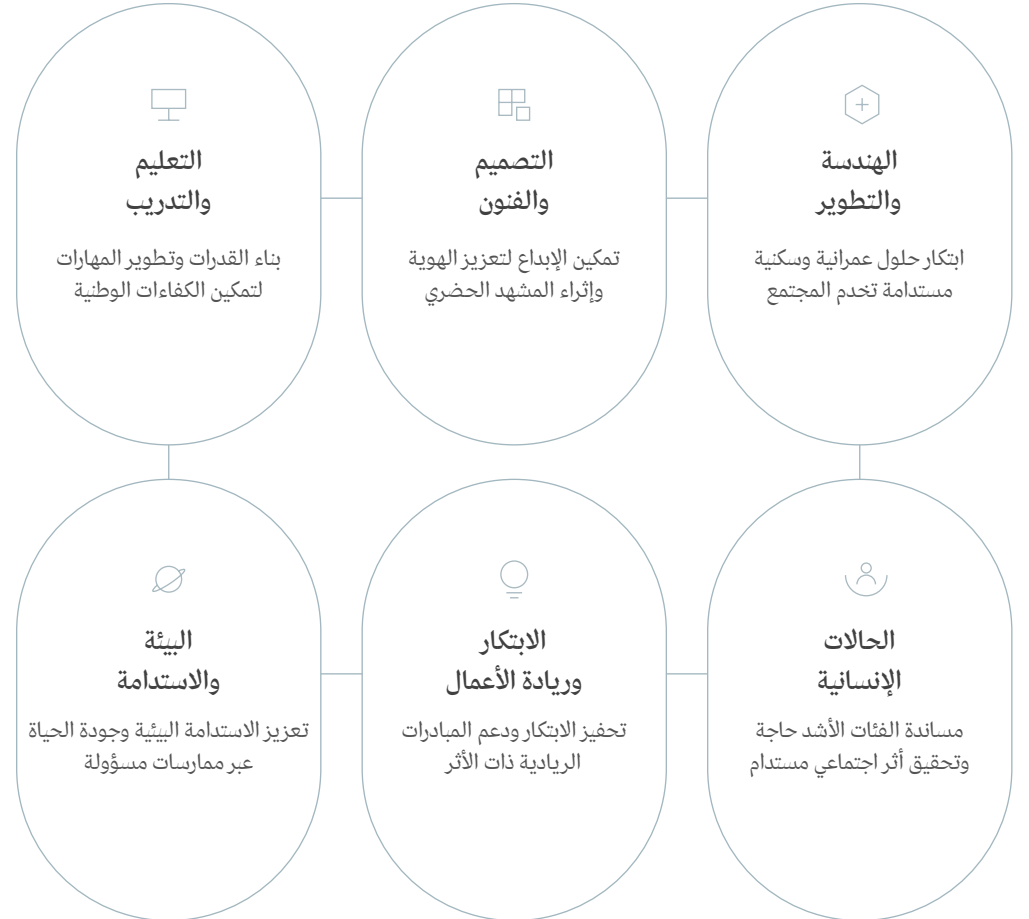 الهندسة
والتطوير
ابتكار حلول عمرانية وسكنية
مستدامة تخدم المجتمع
التصميم
والفنون
تمكين الإبداع لتعزيز الهوية
وإثراء المشهد الحضري
التعليم
والتدريب
بناء القدرات وتطوير المهارات
لتمكين الكفاءات الوطنية
الحالات
الإنسانية
مساندة الفئات الأشد حاجة
وتحقيق أثر اجتماعي مستدام
الابتكار
وريادة الأعمال
تحفيز الابتكار ودعم المبادرات
الريادية ذات الأثر
البيئة
والاستدامة
تعزيز الاستدامة البيئية وجودة الحياة
عبر ممارسات مسؤولة